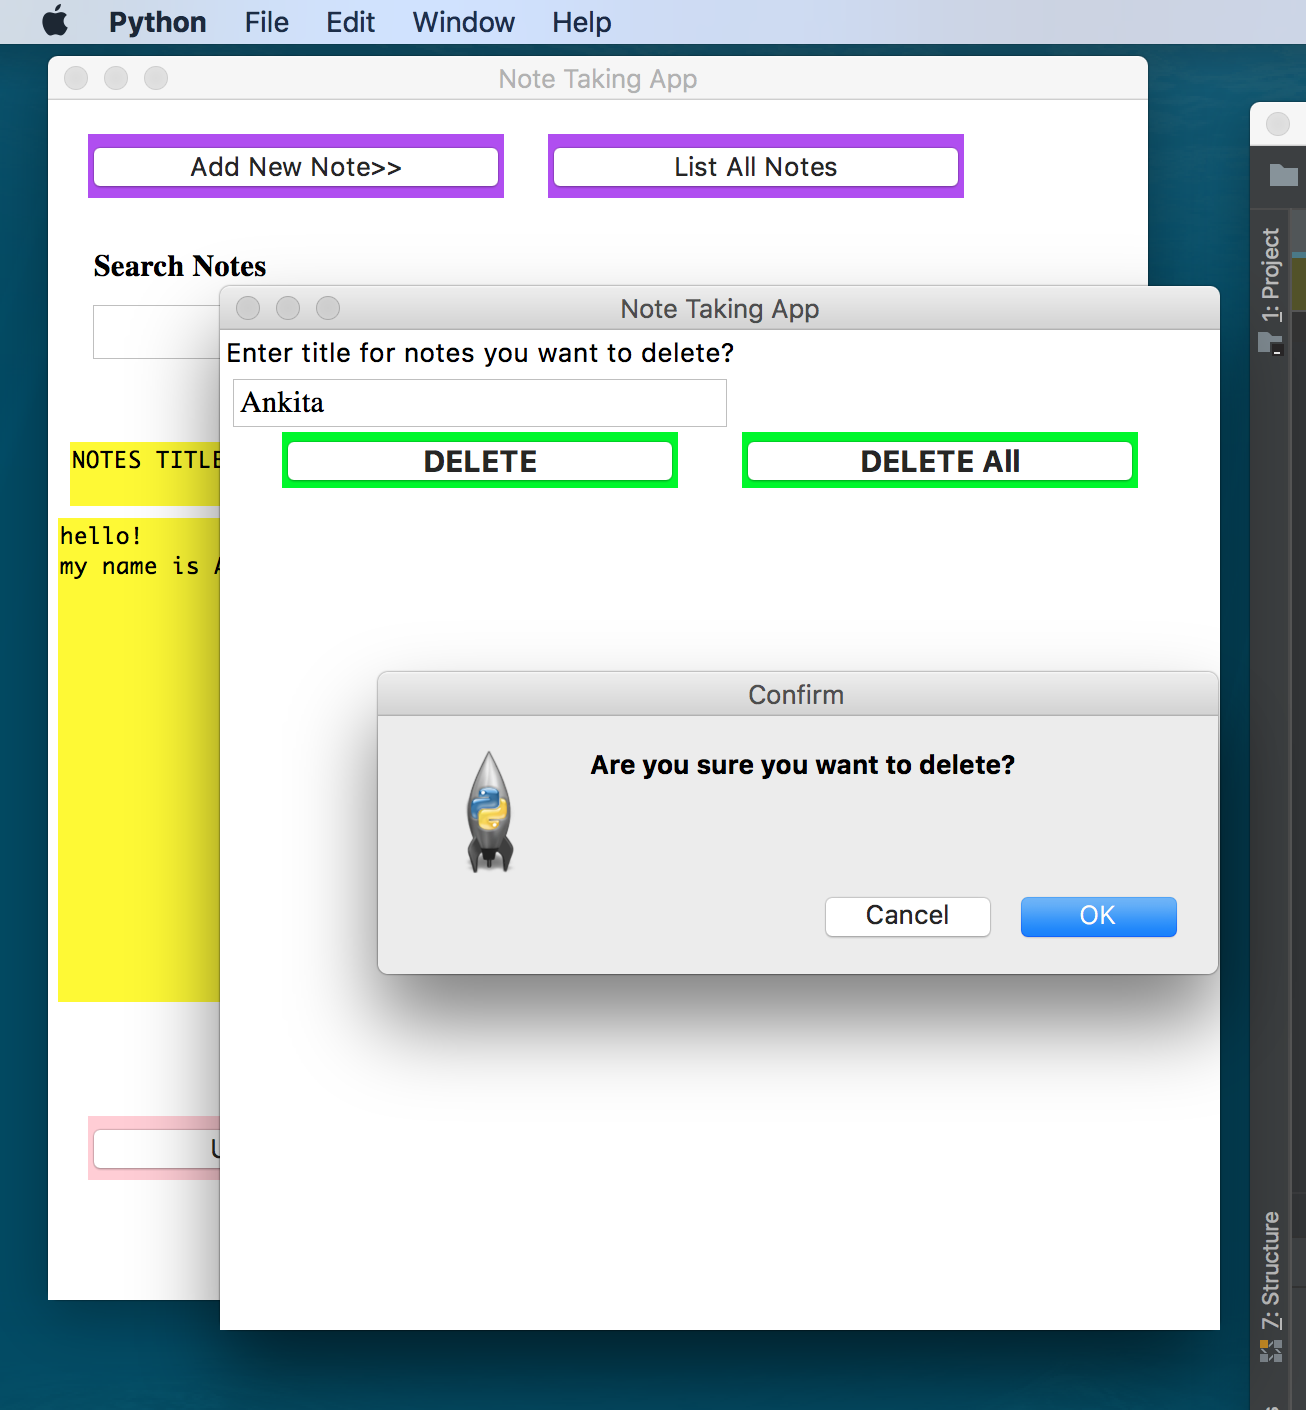 Python File Edit Window Help
Note Taking App
Add New Note>> List All Notes
Search Notes
Note Taking App
Enter title for notes you want to delete?
Ankita
DELETE DELETE All
NOTES TITLE
hello!
my name is A
Confirm
Are you sure you want to delete?
Cancel OK
U
1: Project
7: Structure